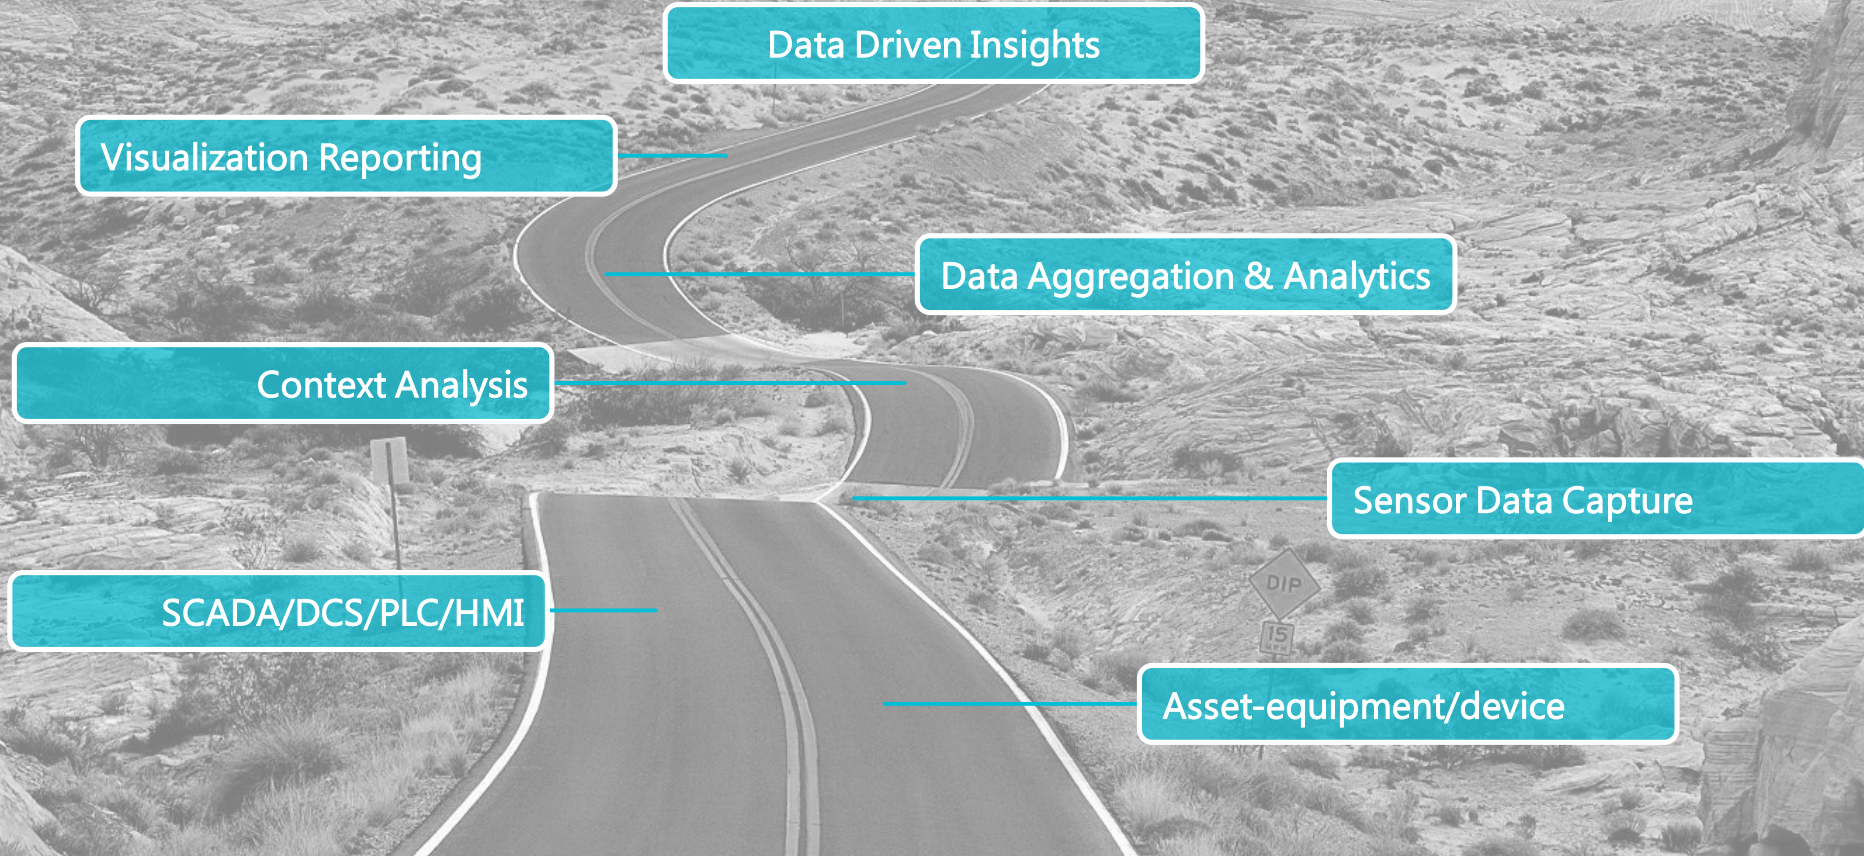 Data Driven Insights
Visualization Reporting
Data Aggregation & Analytics
Context Analysis
Sensor Data Capture
DIP
SCADA/DCS/PLC/HMI
15
Asset-equipment/device